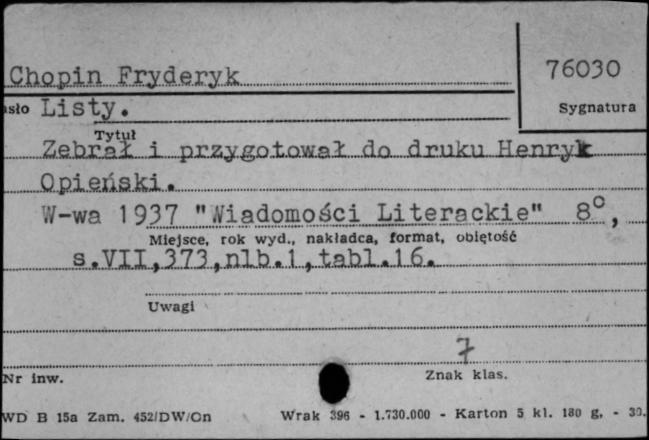 Chopin Fryderyk
76030
Sygnatura
asło Listy.
Tytuł
Zebrał i przygotował do druku Henryk
Opieński.
W-wa 1937 "Wiadomości Literackie" 8°,
Miejsce, rok wyd., nakładca, format, objętość
s.VII,373,nlb.1,tabl.16.
Uwagi
7
Nr inw.
Znak klas.
WD B 15a Zam. 452/DW/Gn Wrak 396 - 1.730.000 - Karton 5 kl. 180 g. - 30.